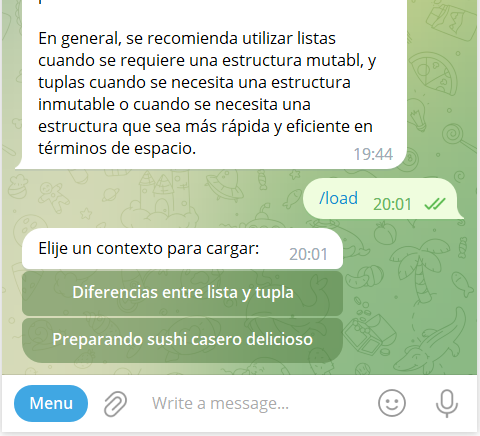 En general, se recomienda utilizar listas
cuando se requiere una estructura mutabl, y
tuplas cuando se necesita una estructura
inmutable o cuando se necesita una
estructura que sea más rápida y eficiente en
términos de espacio.
19:44
/load 20:01
Elije un contexto para cargar: 20:01
Diferencias entre lista y tupla
Preparando sushi casero delicioso
Menu Write a message...